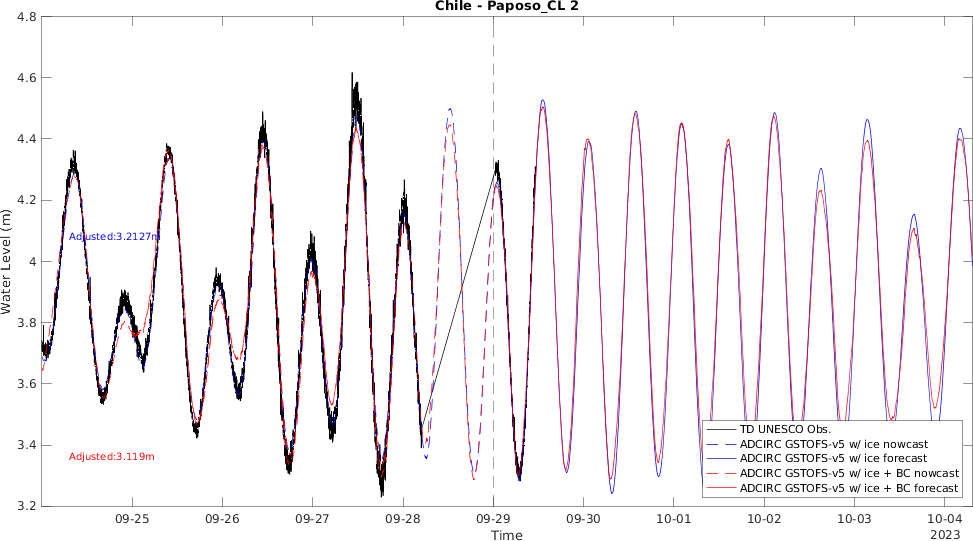 Chile - Paposo_CL 2
4.8
4.6
4.4
4.2
4
3.8
3.6
3.4
3.2
Water Level (m)
Adjusted:3.2127m
Adjusted:3.119m
TD UNESCO Obs.
ADCIRC GSTOFS-v5 w/ ice nowcast
ADCIRC GSTOFS-v5 w/ ice forecast
ADCIRC GSTOFS-v5 w/ ice + BC nowcast
ADCIRC GSTOFS-v5 w/ ice + BC forecast
09-25 09-26 09-27 09-28 09-29 09-30 10-01 10-02 10-03 10-04
Time
2023